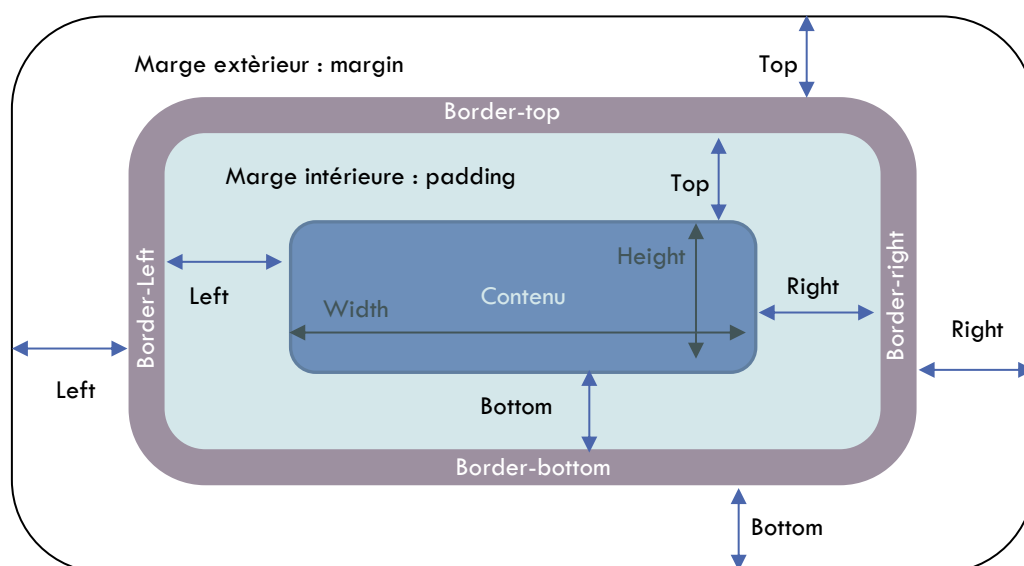 Marge extèrieur : margin
Top
Border-top
Marge intérieure : padding
Top
Border-Left
Left
Height
Width
Contenu
Right
Border-right
Right
Left
Bottom
Border-bottom
Bottom